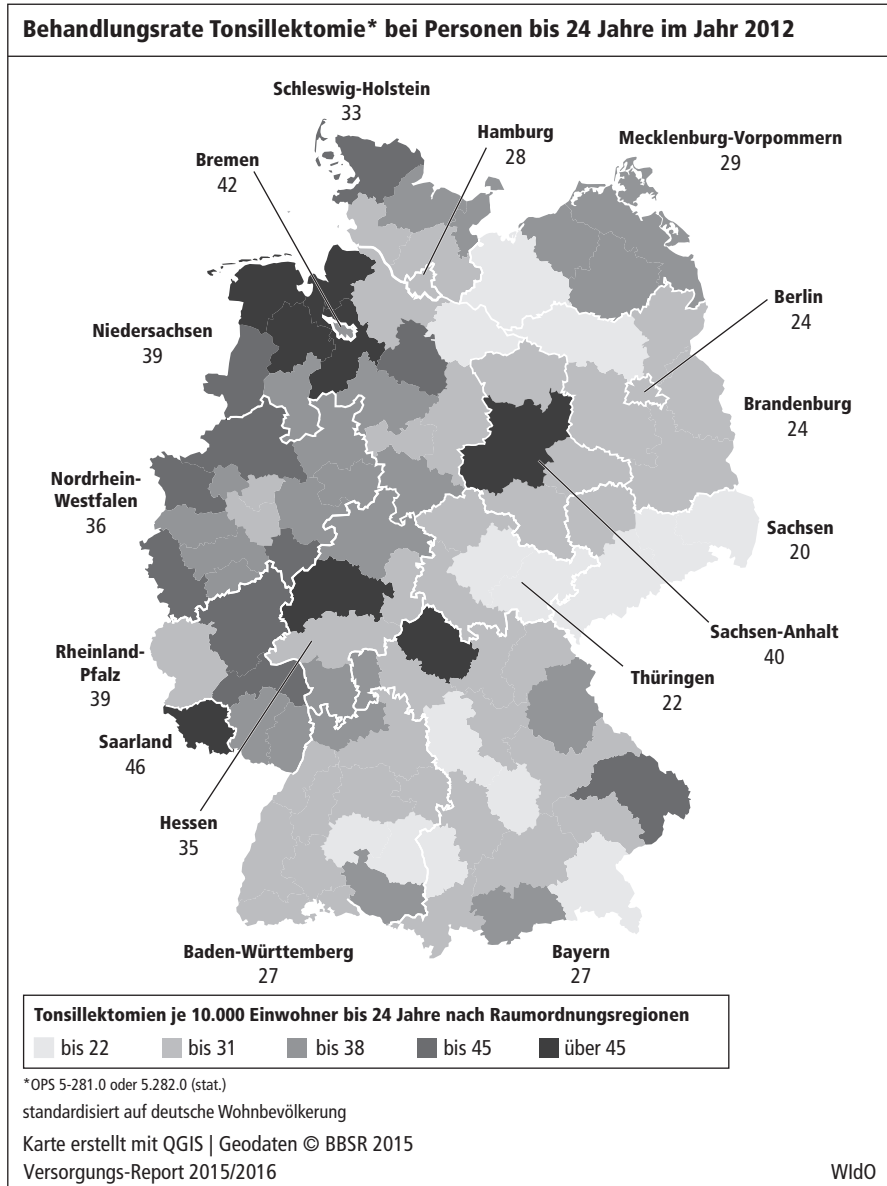 Behandlungsrate Tonsillektomie* bei Personen bis 24 Jahre im Jahr 2012
Schleswig-Holstein
33
Hamburg
28
Mecklenburg-Vorpommern
29
Bremen
42
Berlin
24
Niedersachsen
39
Brandenburg
24
Nordrhein-
Westfalen
36
Sachsen
20
Sachsen-Anhalt
40
Rheinland-
Pfalz
39
Thüringen
22
Saarland
46
Hessen
35
Baden-Württemberg
27
Bayern
27
Tonsillektomien je 10.000 Einwohner bis 24 Jahre nach Raumordnungsregionen
bis 22 bis 31 bis 38 bis 45 über 45
*OPS 5-281.0 oder 5.282.0 (stat.)
standardisiert auf deutsche Wohnbevölkerung
Karte erstellt mit QGIS | Geodaten © BBSR 2015
Versorgungs-Report 2015/2016 WIdO